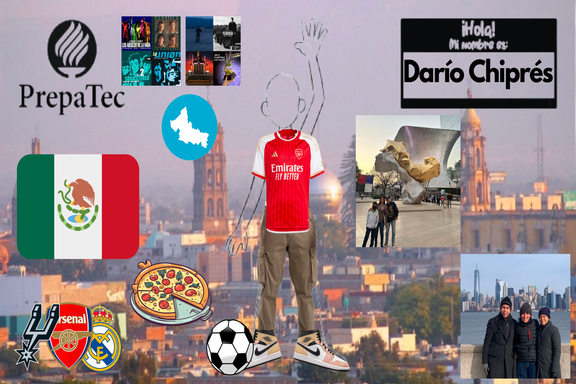 ¡Hola!
Mi nombre es:
Darío Chiprés
PrepaTec
Emirates
FLY BETTER
Arsenal